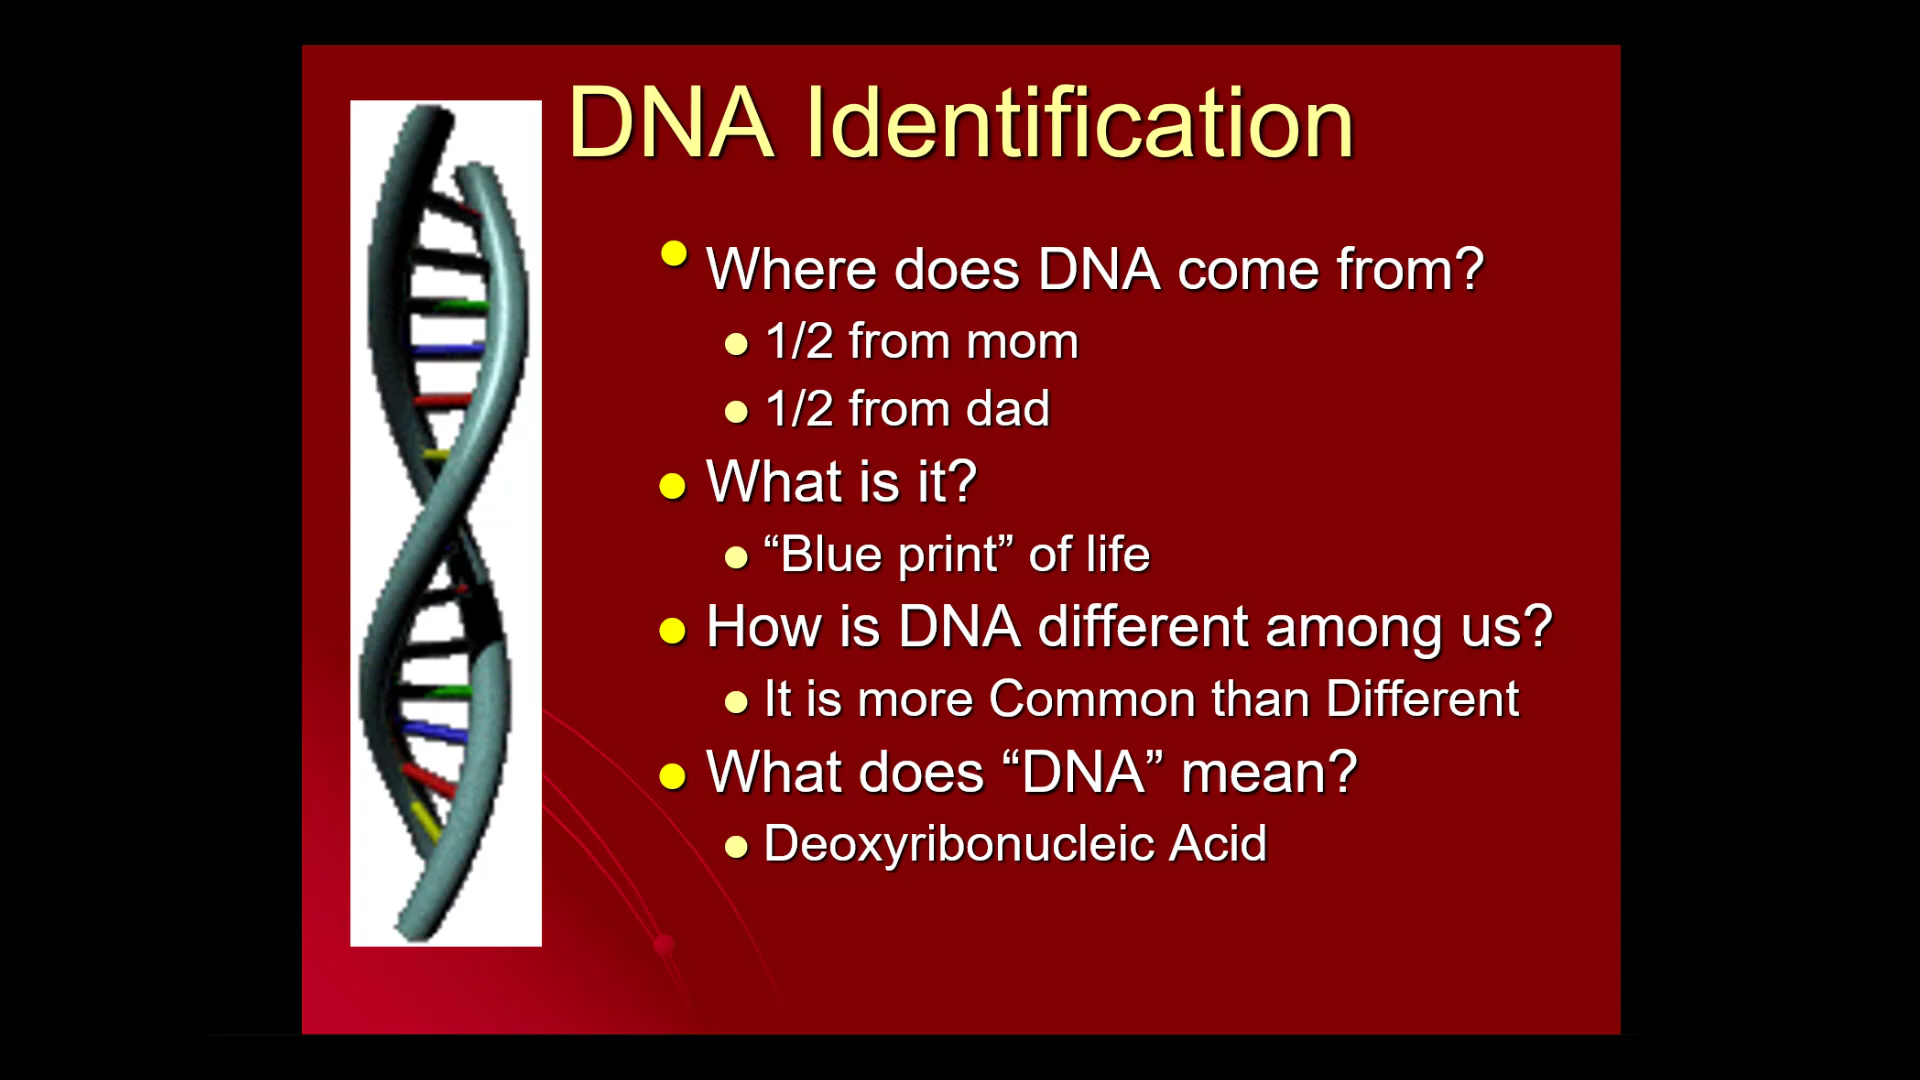 DNA Identification
Where does DNA come from?
1/2 from mom
1/2 from dad
What is it?
“Blue print” of life
How is DNA different among us?
It is more Common than Different
What does “DNA” mean?
Deoxyribonucleic Acid